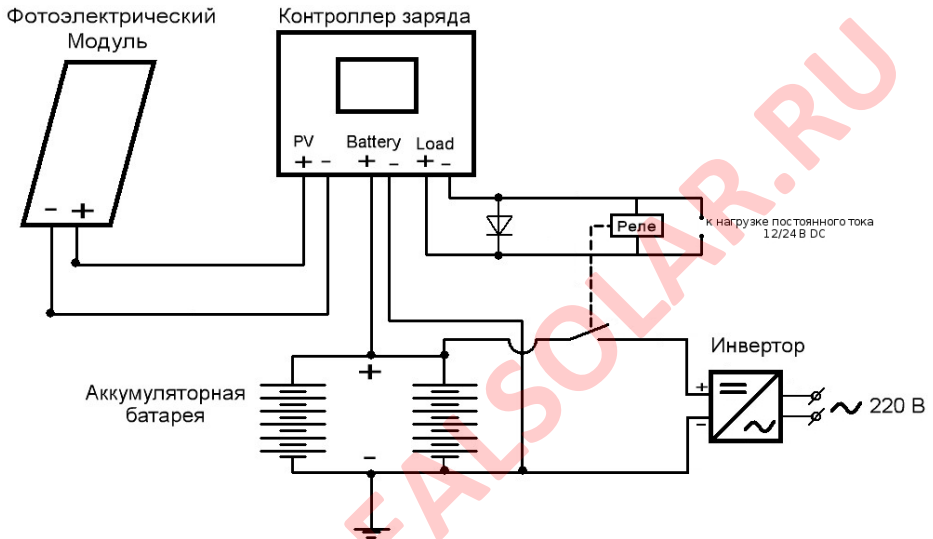 Фотоэлектрический
Модуль
Контроллер заряда
PV Battery Load
+ − + − + −
− +
Реле
к нагрузке постоянного тока
12/24 В DC
Инвертор
Аккумуляторная
батарея
+
−
+
−
220 В
FALSOLAR.RU